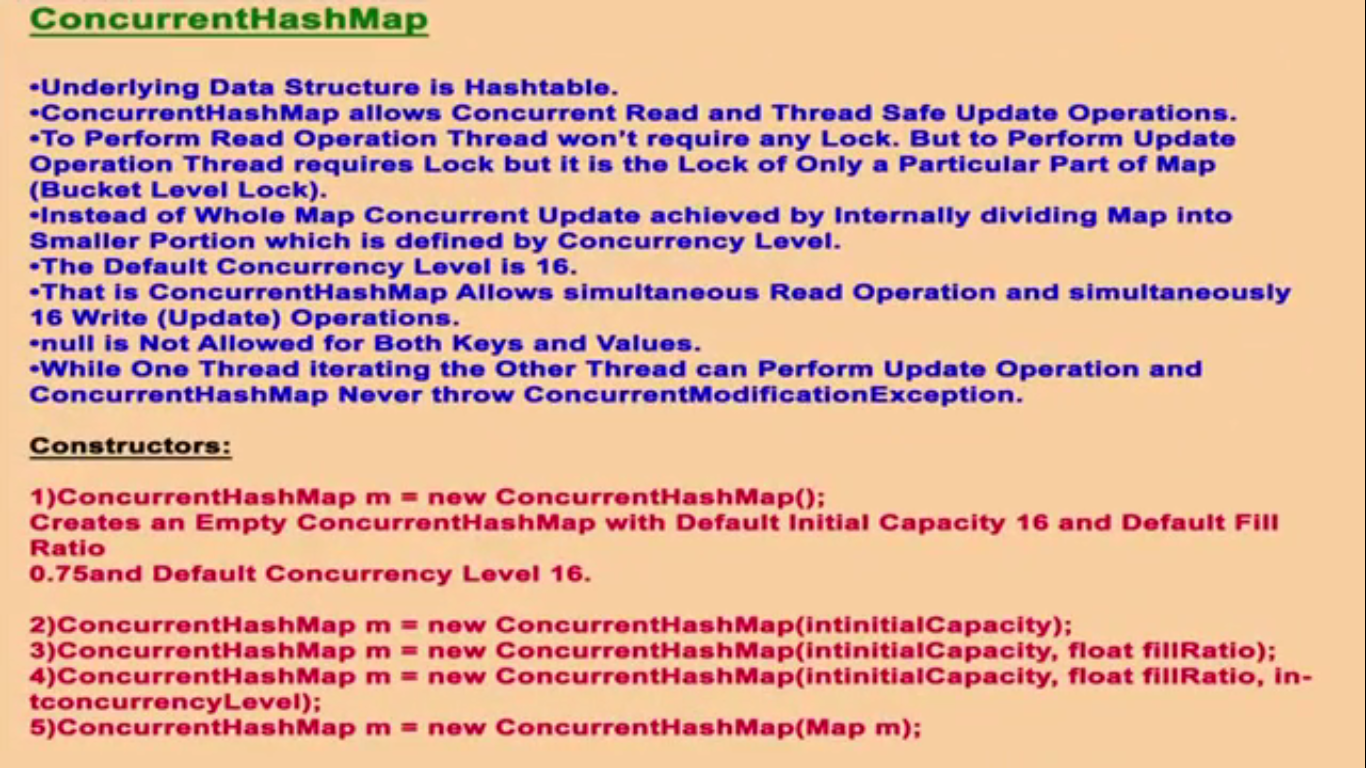 ConcurrentHashMap
•Underlying Data Structure is Hashtable.
•ConcurrentHashMap allows Concurrent Read and Thread Safe Update Operations.
•To Perform Read Operation Thread won't require any Lock. But to Perform Update
Operation Thread requires Lock but it is the Lock of Only a Particular Part of Map
(Bucket Level Lock).
•Instead of Whole Map Concurrent Update achieved by Internally dividing Map into
Smaller Portion which is defined by Concurrency Level.
•The Default Concurrency Level is 16.
•That is ConcurrentHashMap Allows simultaneous Read Operation and simultaneously
16 Write (Update) Operations.
•null is Not Allowed for Both Keys and Values.
•While One Thread iterating the Other Thread can Perform Update Operation and
ConcurrentHashMap Never throw ConcurrentModificationException.
Constructors:
1)ConcurrentHashMap m = new ConcurrentHashMap();
Creates an Empty ConcurrentHashMap with Default Initial Capacity 16 and Default Fill
Ratio
0.75and Default Concurrency Level 16.
2)ConcurrentHashMap m = new ConcurrentHashMap(intinitialCapacity);
3)ConcurrentHashMap m = new ConcurrentHashMap(intinitialCapacity, float fillRatio);
4)ConcurrentHashMap m = new ConcurrentHashMap(intinitialCapacity, float fillRatio, in-
tconcurrencyLevel);
5)ConcurrentHashMap m = new ConcurrentHashMap(Map m);